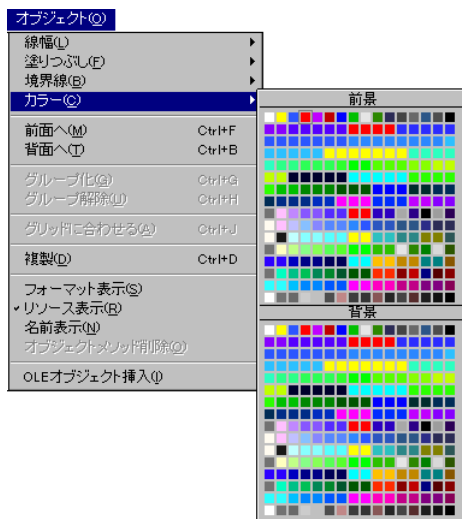 オブジェクト(O)
線幅(L)
塗りつぶし(F)
境界線(B)
カラー(C)
前面へ(M) Ctrl+F
背面へ(T) Ctrl+B
グループ化(G) Ctrl+G
グループ解除(U) Ctrl+H
グリッドに合わせる(A) Ctrl+J
複製(D) Ctrl+D
フォーマット表示(S)
✓リソース表示(R)
名前表示(N)
オブジェクトメソッド削除(O)
OLEオブジェクト挿入(I)
前景
背景